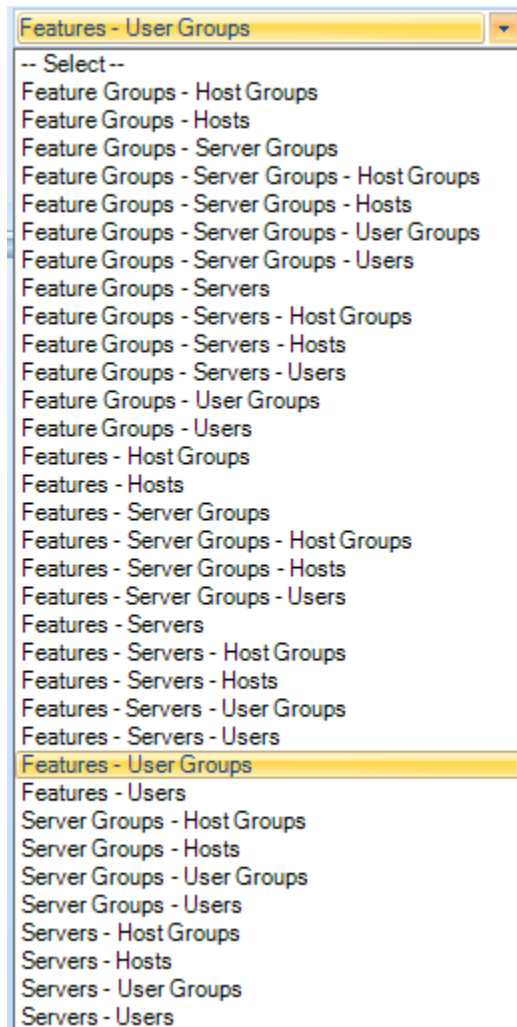 Features - User Groups
-- Select --
Feature Groups - Host Groups
Feature Groups - Hosts
Feature Groups - Server Groups
Feature Groups - Server Groups - Host Groups
Feature Groups - Server Groups - Hosts
Feature Groups - Server Groups - User Groups
Feature Groups - Server Groups - Users
Feature Groups - Servers
Feature Groups - Servers - Host Groups
Feature Groups - Servers - Hosts
Feature Groups - Servers - Users
Feature Groups - User Groups
Feature Groups - Users
Features - Host Groups
Features - Hosts
Features - Server Groups
Features - Server Groups - Host Groups
Features - Server Groups - Hosts
Features - Server Groups - Users
Features - Servers
Features - Servers - Host Groups
Features - Servers - Hosts
Features - Servers - User Groups
Features - Servers - Users
Features - User Groups
Features - Users
Server Groups - Host Groups
Server Groups - Hosts
Server Groups - User Groups
Server Groups - Users
Servers - Host Groups
Servers - Hosts
Servers - User Groups
Servers - Users